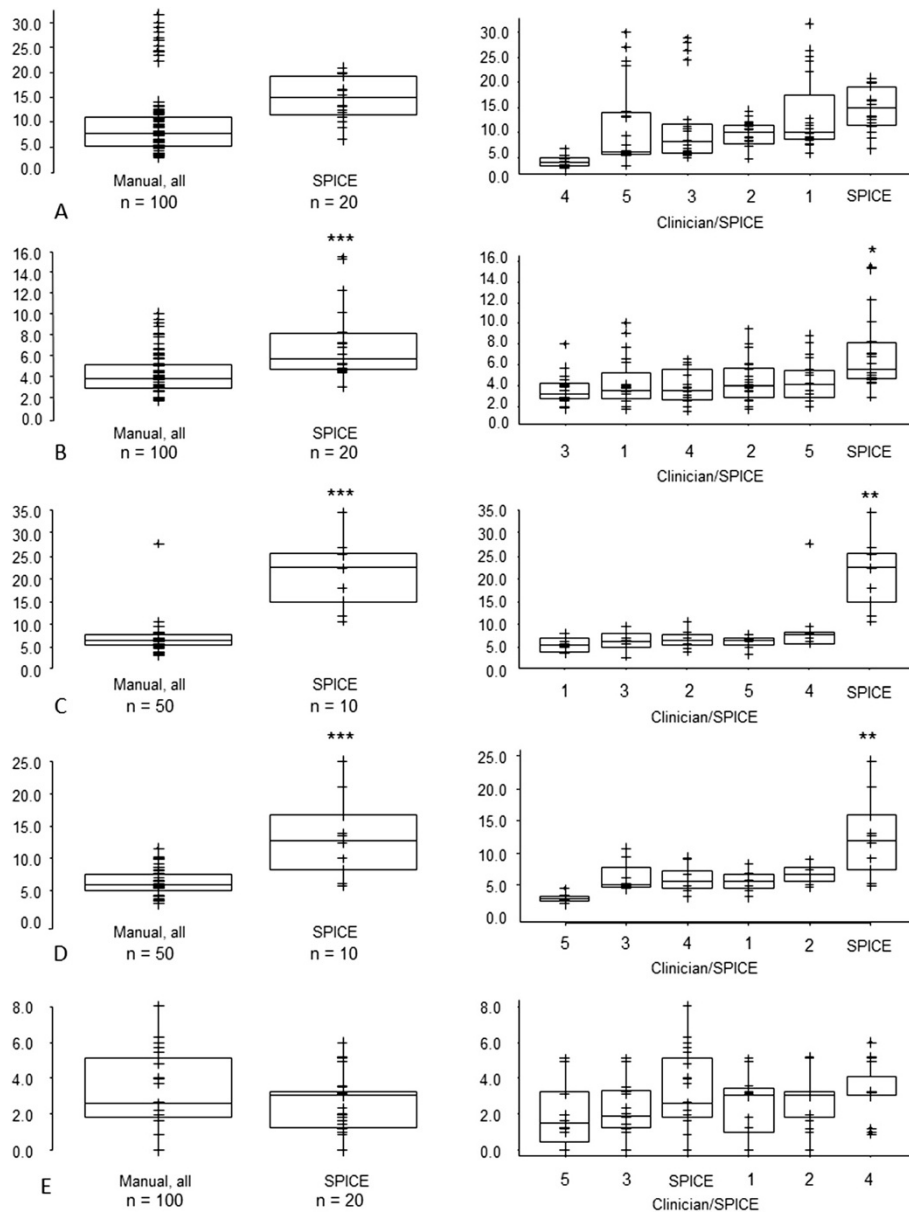 30.0
25.0
20.0
15.0
10.0
5.0
0.0
Manual, all
n = 100
SPICE
n = 20
A
30.0
25.0
20.0
15.0
10.0
5.0
0.0
4 5 3 2 1 SPICE
Clinician/SPICE
***
16.0
14.0
12.0
10.0
8.0
6.0
4.0
2.0
0.0
Manual, all
n = 100
SPICE
n = 20
B
*
16.0
14.0
12.0
10.0
8.0
6.0
4.0
2.0
0.0
3 1 4 2 5 SPICE
Clinician/SPICE
***
35.0
30.0
25.0
20.0
15.0
10.0
5.0
0.0
Manual, all
n = 50
SPICE
n = 10
C
**
35.0
30.0
25.0
20.0
15.0
10.0
5.0
0.0
1 3 2 5 4 SPICE
Clinician/SPICE
***
25.0
20.0
15.0
10.0
5.0
0.0
Manual, all
n = 50
SPICE
n = 10
D
**
25.0
20.0
15.0
10.0
5.0
0.0
5 3 4 1 2 SPICE
Clinician/SPICE
8.0
6.0
4.0
2.0
0.0
Manual, all
n = 100
SPICE
n = 20
E
8.0
6.0
4.0
2.0
0.0
5 3 SPICE 1 2 4
Clinician/SPICE